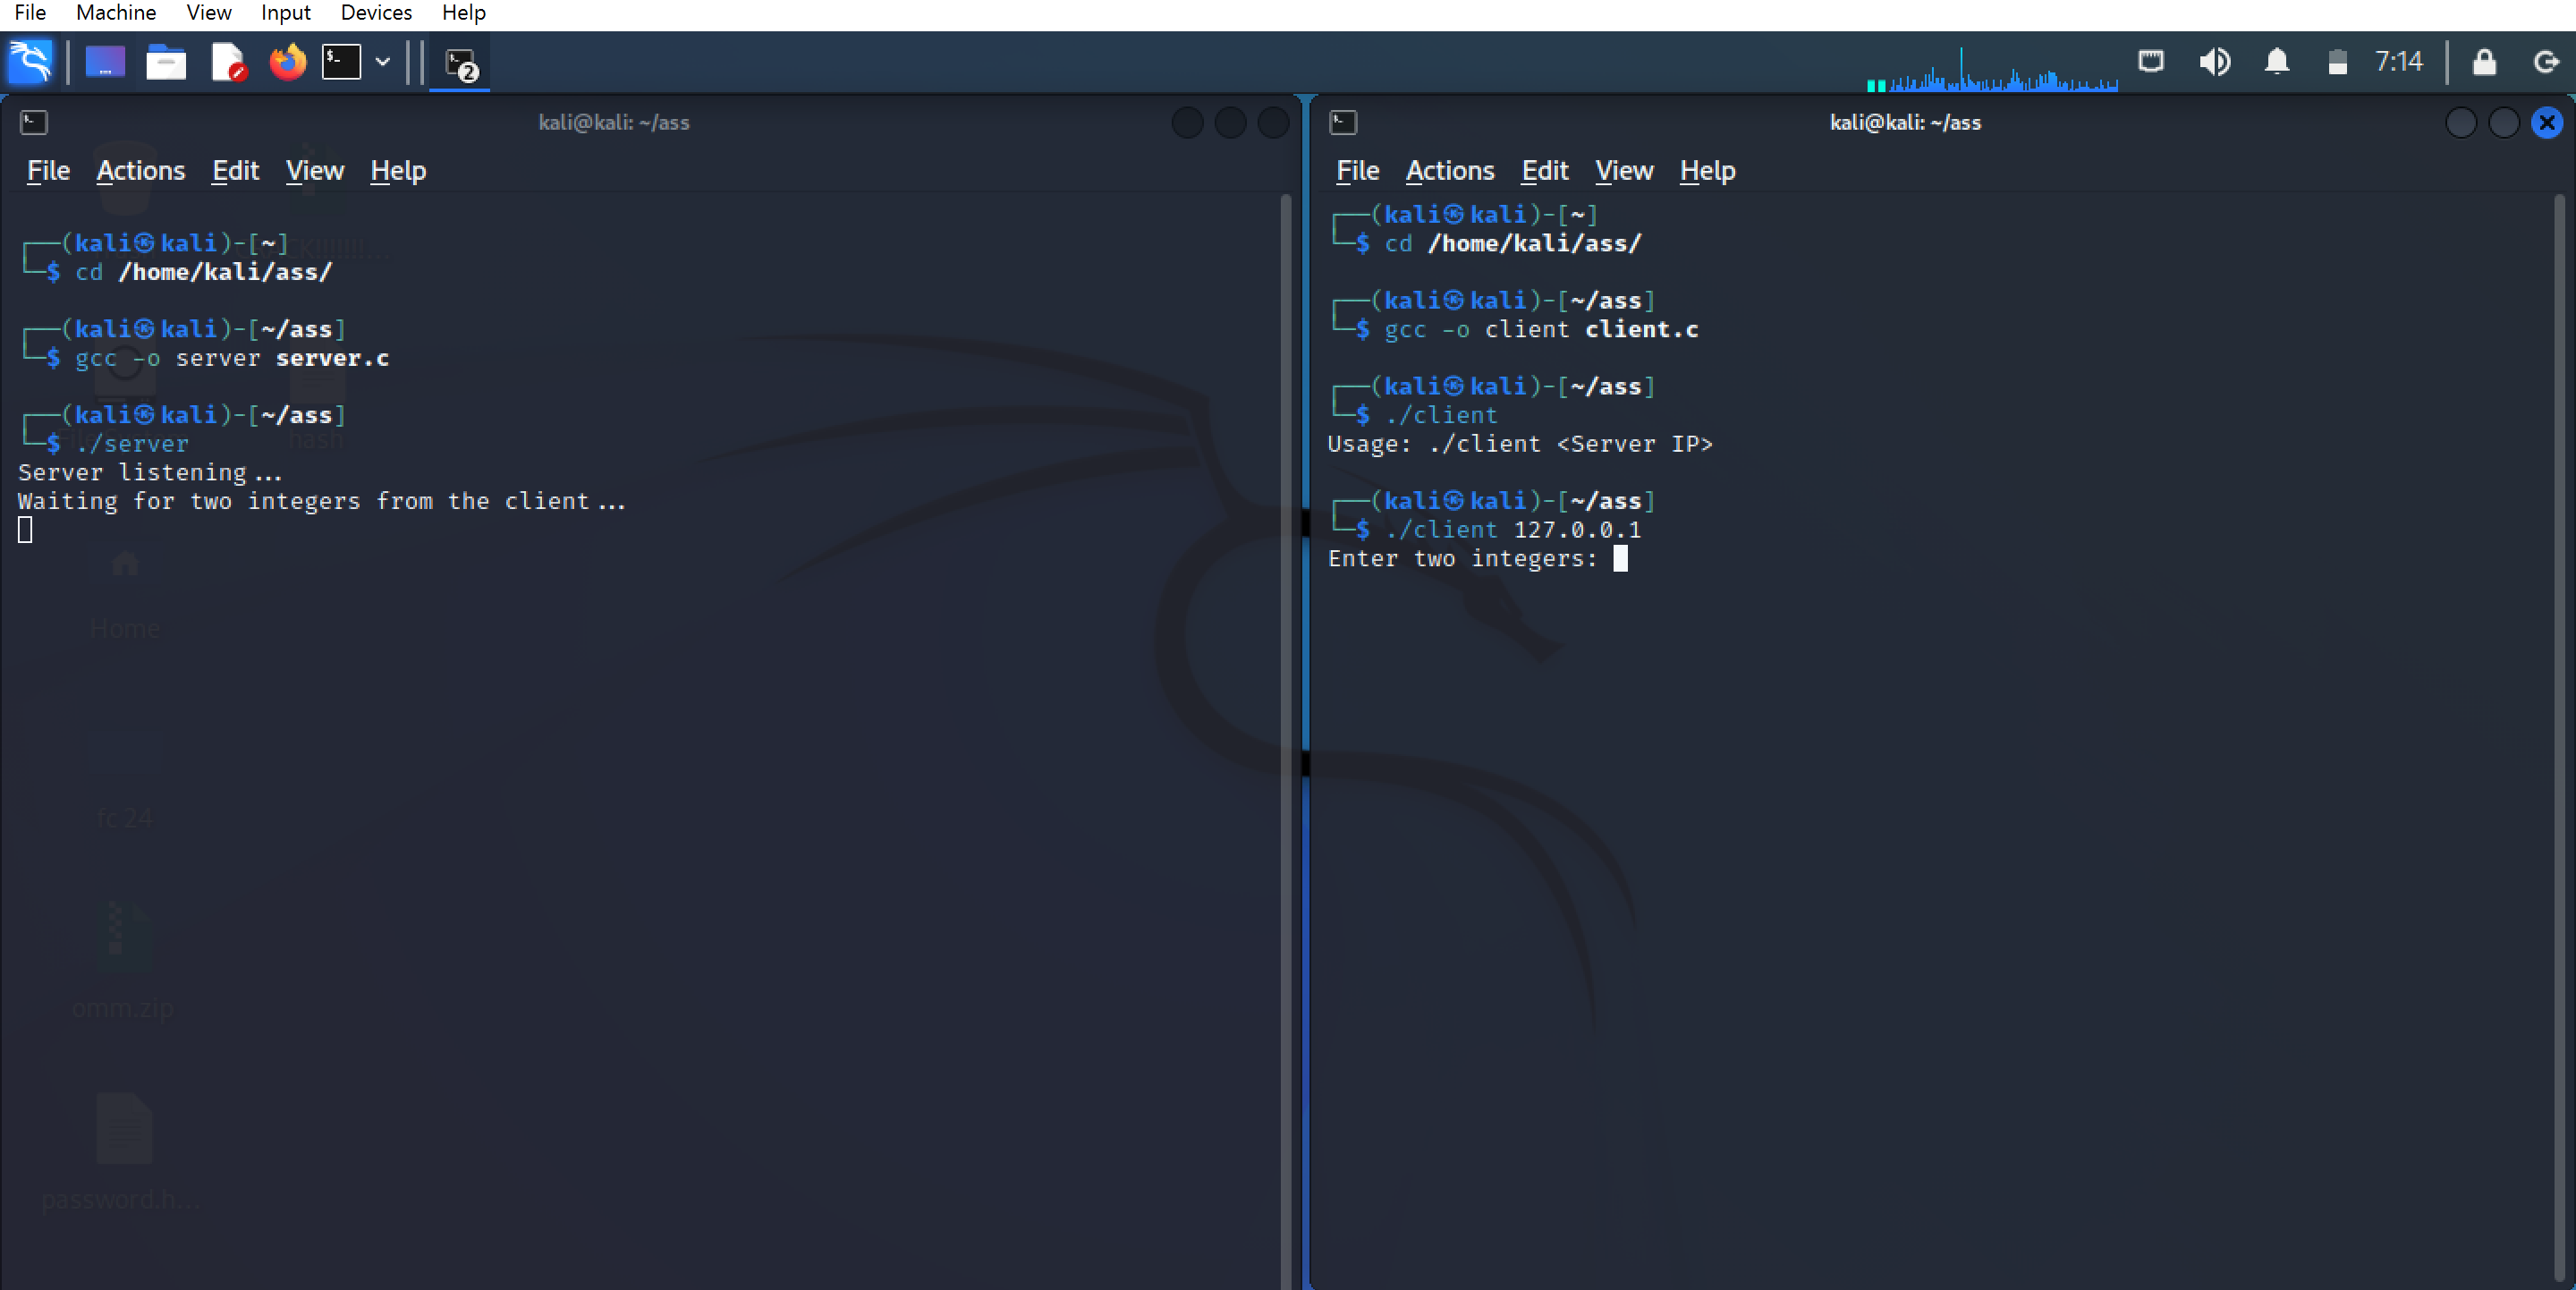 File Machine View Input Devices Help
2 7:14
kali@kali: ~/ass
File Actions Edit View Help
┌──(kali㉿kali)-[~]
└─$ cd /home/kali/ass/
┌──(kali㉿kali)-[~/ass]
└─$ gcc -o server server.c
┌──(kali㉿kali)-[~/ass]
└─$ ./server
Server listening...
Waiting for two integers from the client...
hash
Home
fc 24
omm.zip
password.h...
kali@kali: ~/ass
File Actions Edit View Help
┌──(kali㉿kali)-[~]
└─$ cd /home/kali/ass/
┌──(kali㉿kali)-[~/ass]
└─$ gcc -o client client.c
┌──(kali㉿kali)-[~/ass]
└─$ ./client
Usage: ./client <Server IP>
┌──(kali㉿kali)-[~/ass]
└─$ ./client 127.0.0.1
Enter two integers: